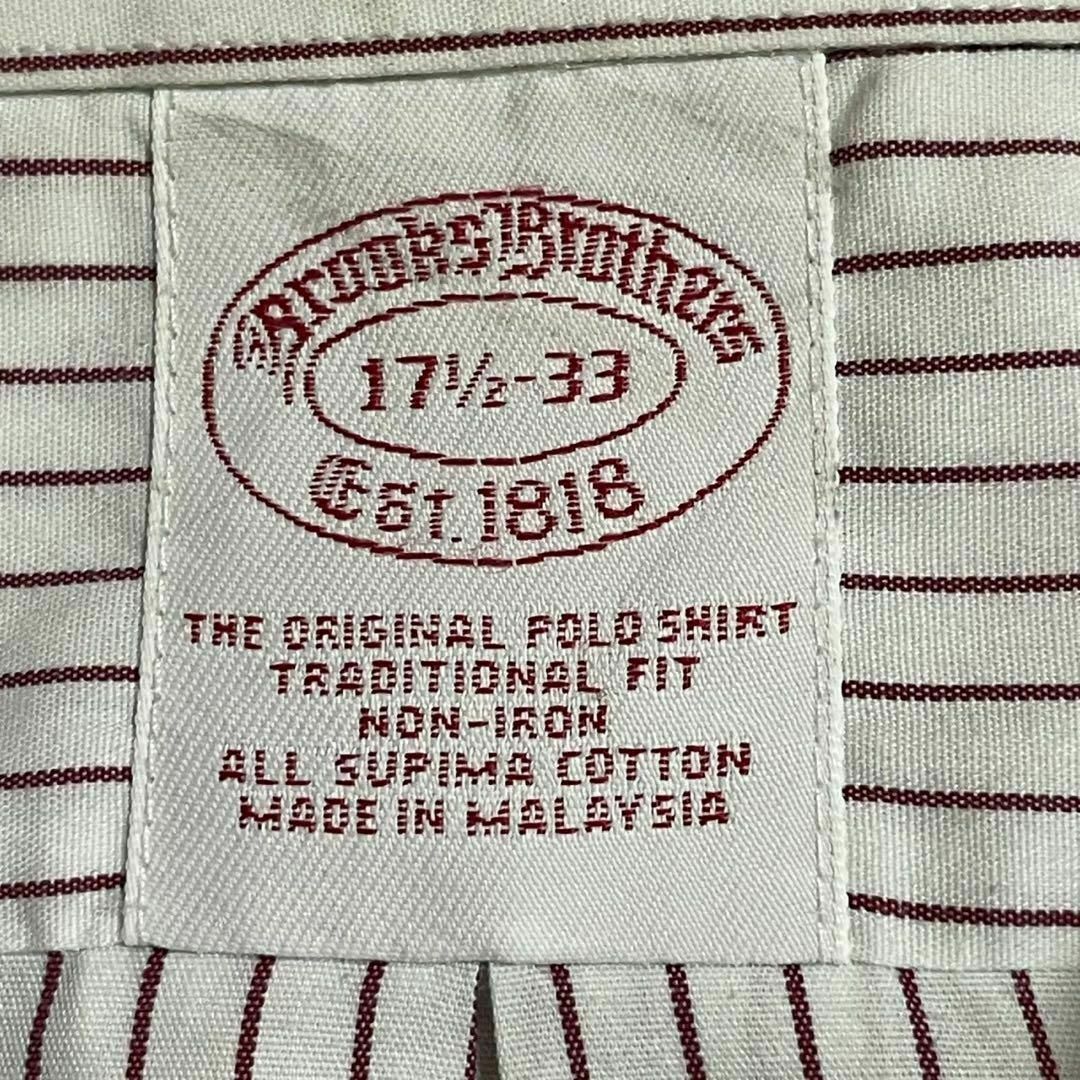 Brooks Brothers
17½-33
Est. 1818
THE ORIGINAL POLO SHIRT
TRADITIONAL FIT
NON-IRON
ALL SUPIMA COTTON
MADE IN MALAYSIA